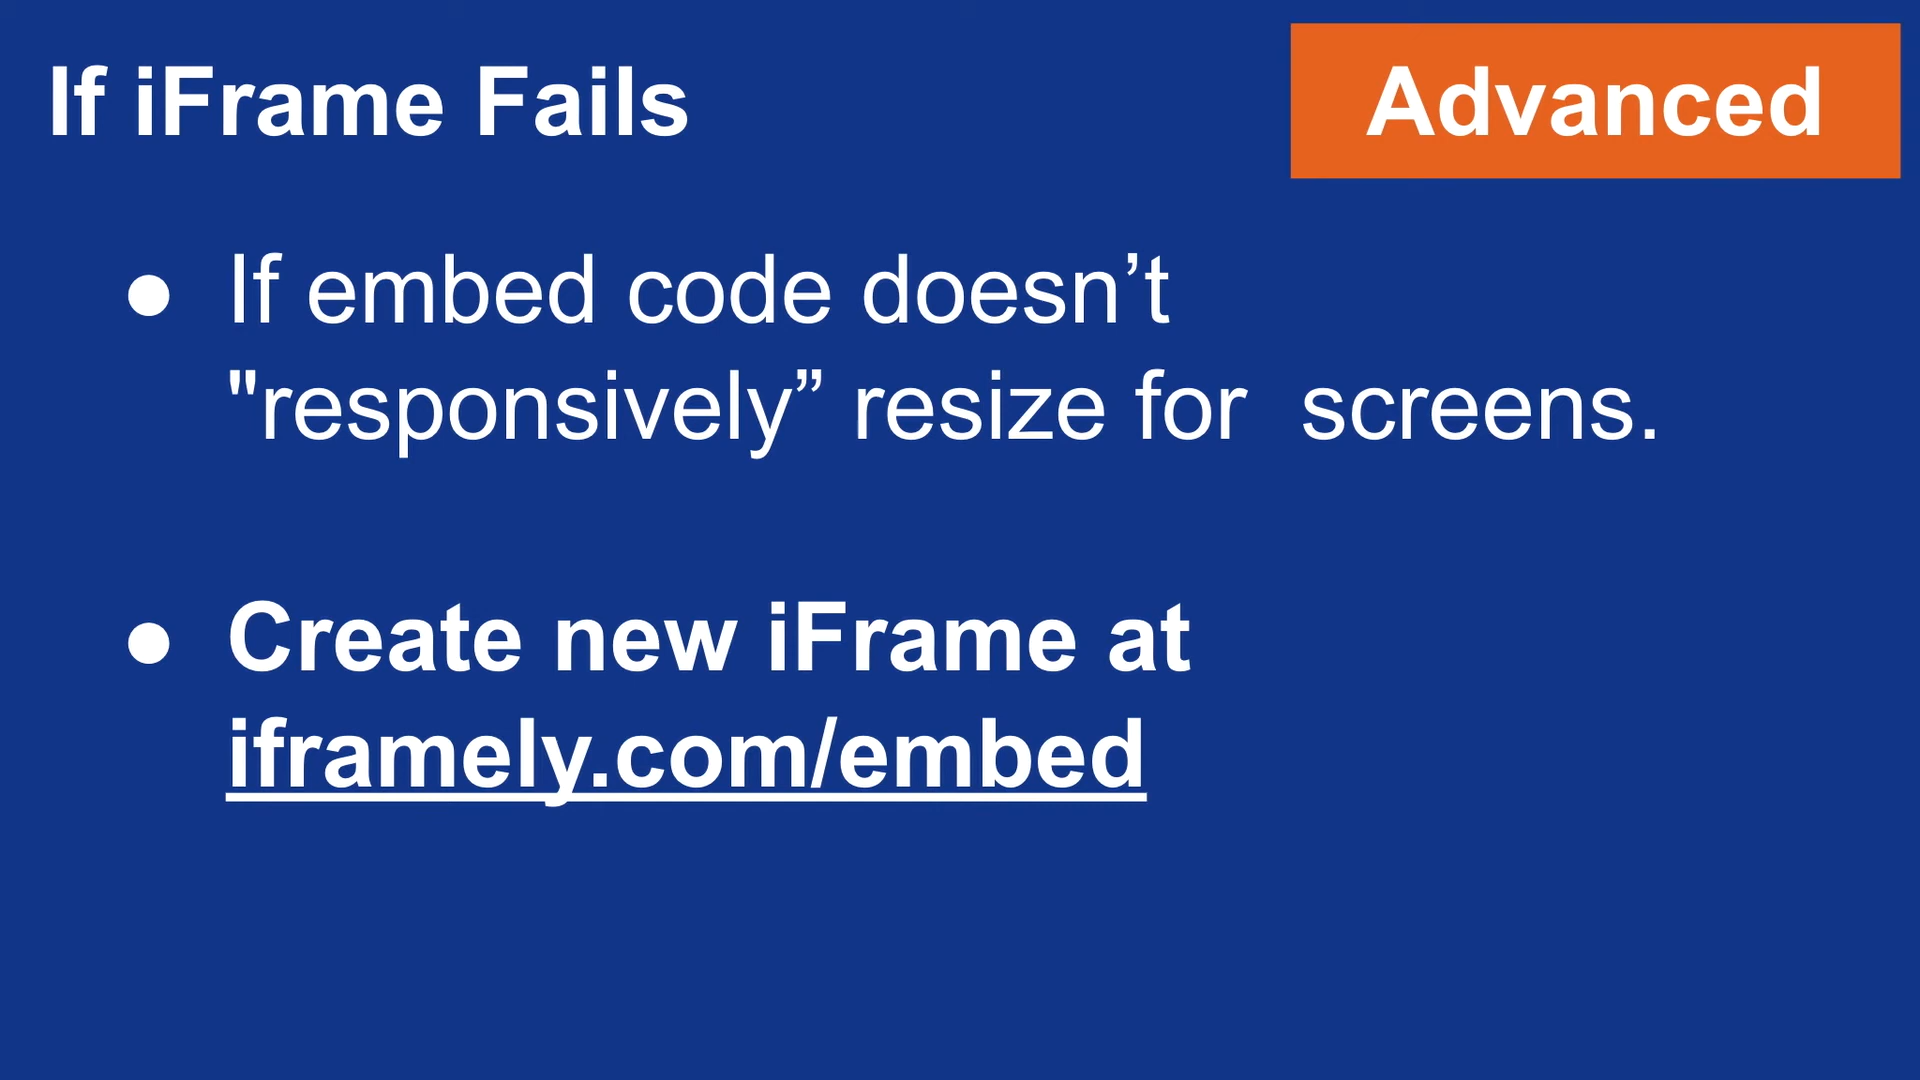 If iFrame Fails
Advanced
● If embed code doesn’t
"responsively” resize for  screens.
● Create new iFrame at
iframely.com/embed